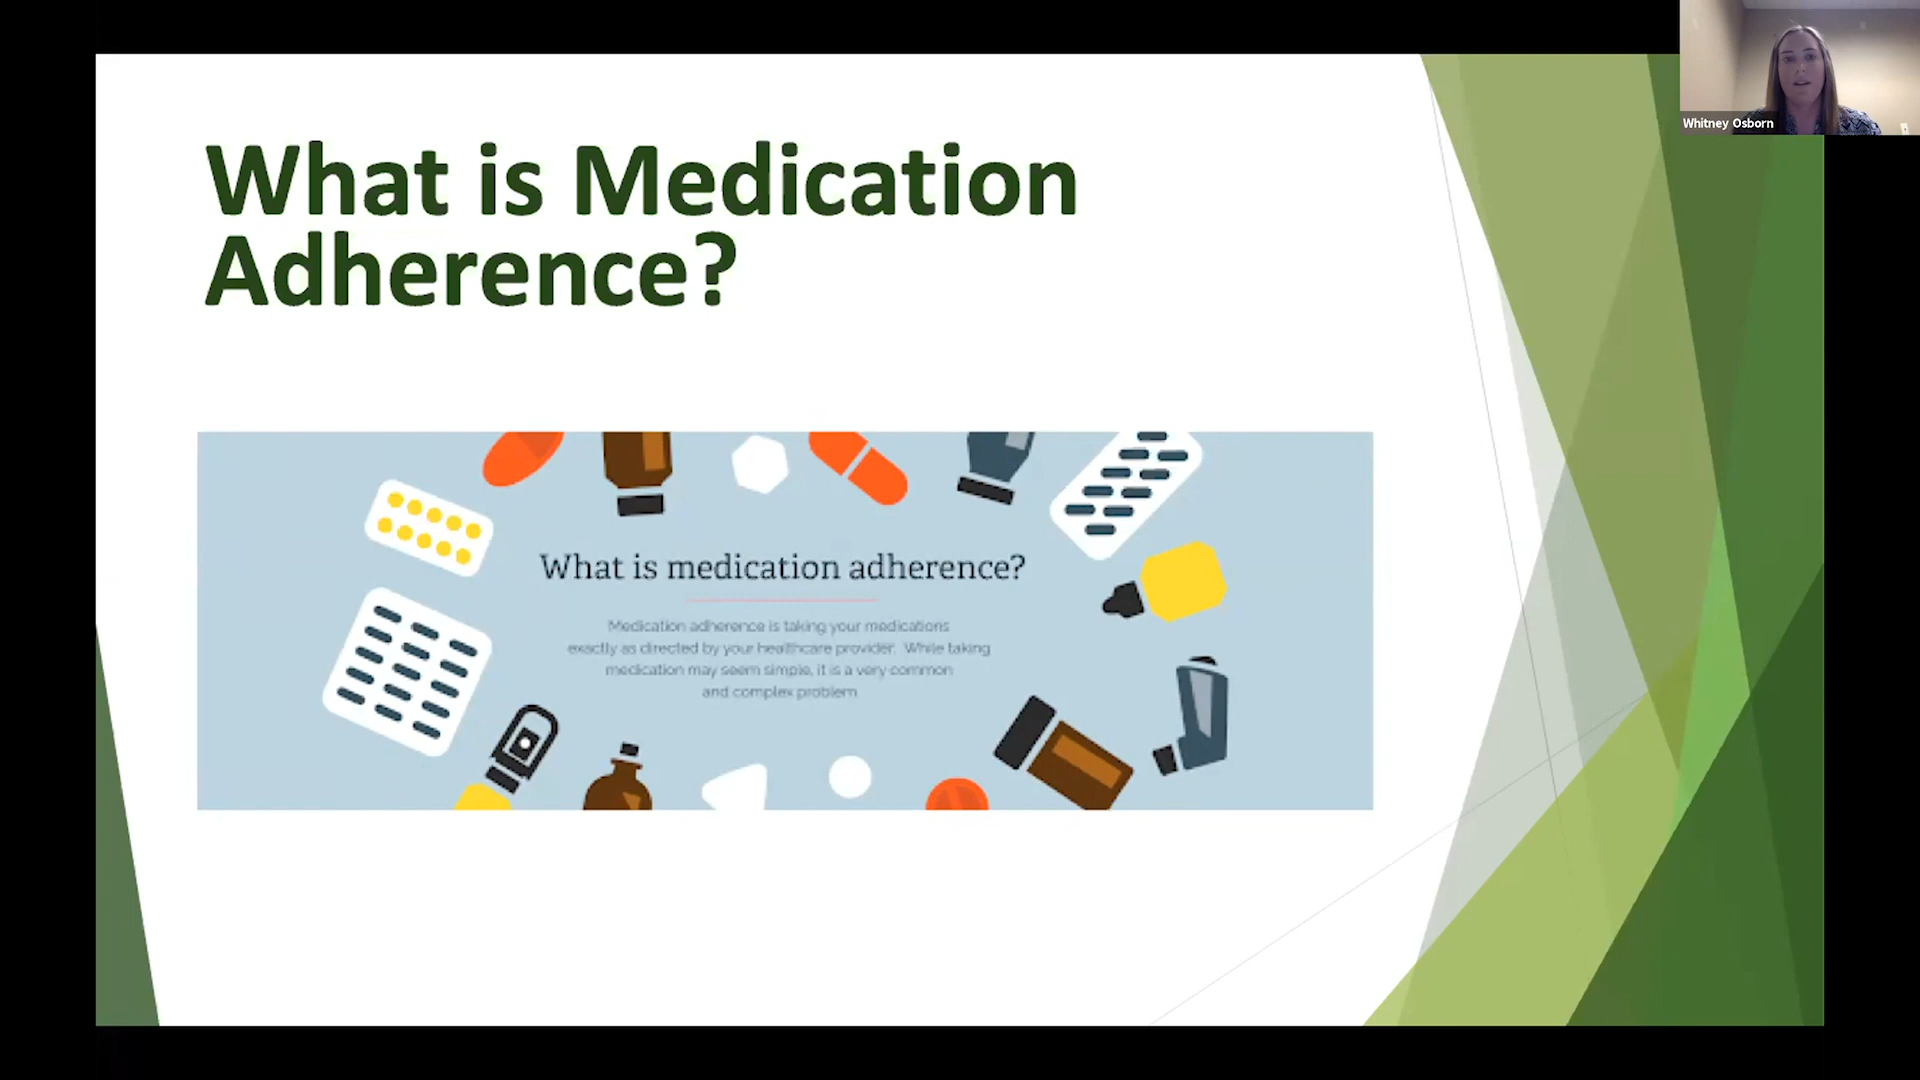 What is Medication
Adherence?
Whitney Osborn
What is medication adherence?
Medication adherence is taking your medications
exactly as directed by your healthcare provider. While taking
medication may seem simple, it is a very common
and complex problem